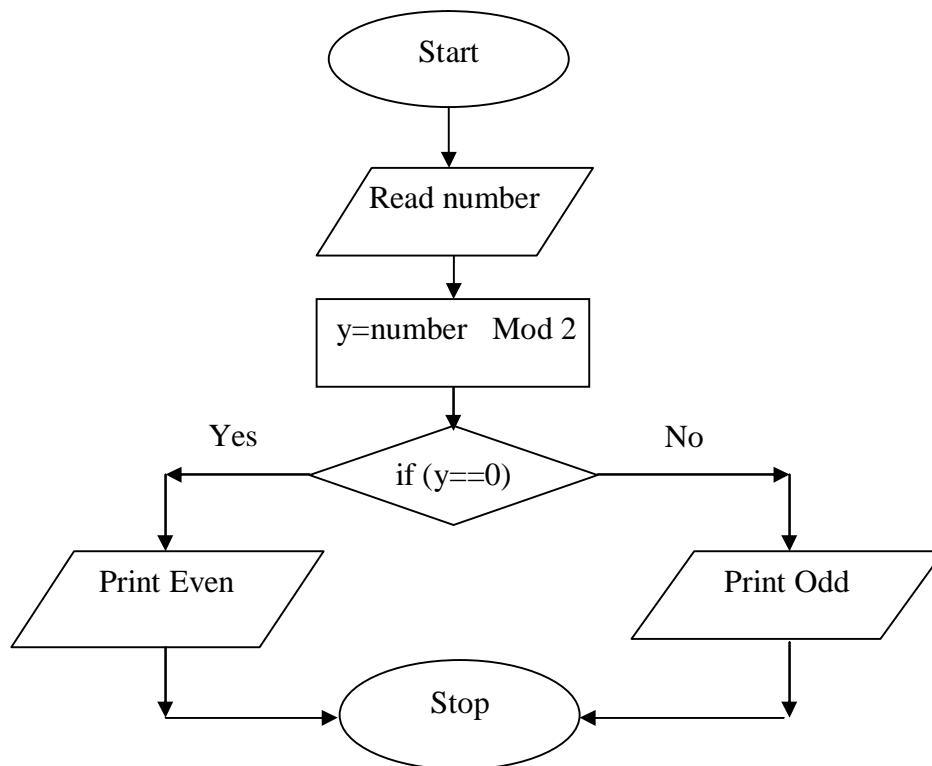 Start
Read number
y=number Mod 2
Yes
No
if (y==0)
Print Even
Print Odd
Stop